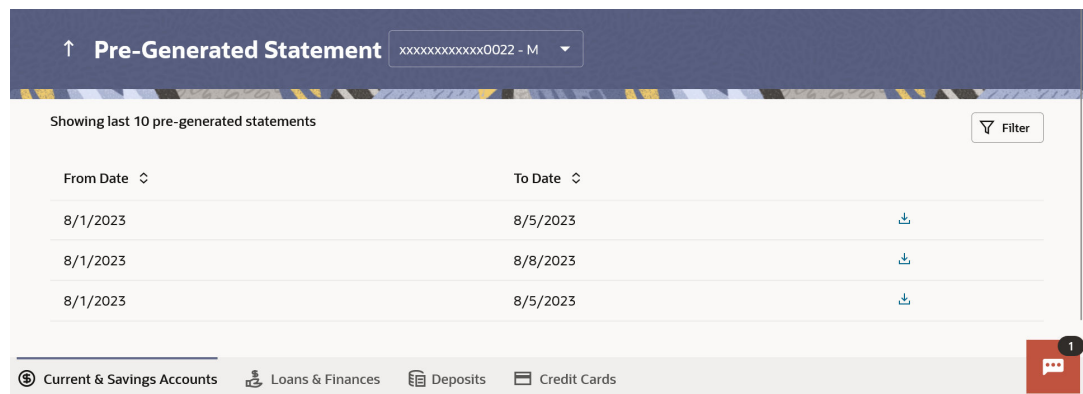 Pre-Generated Statement xxxxxxxxxxxx0022 - M
Showing last 10 pre-generated statements
Filter
From Date To Date
8/1/2023 8/5/2023
8/1/2023 8/8/2023
8/1/2023 8/5/2023
1
Current & Savings Accounts Loans & Finances Deposits Credit Cards